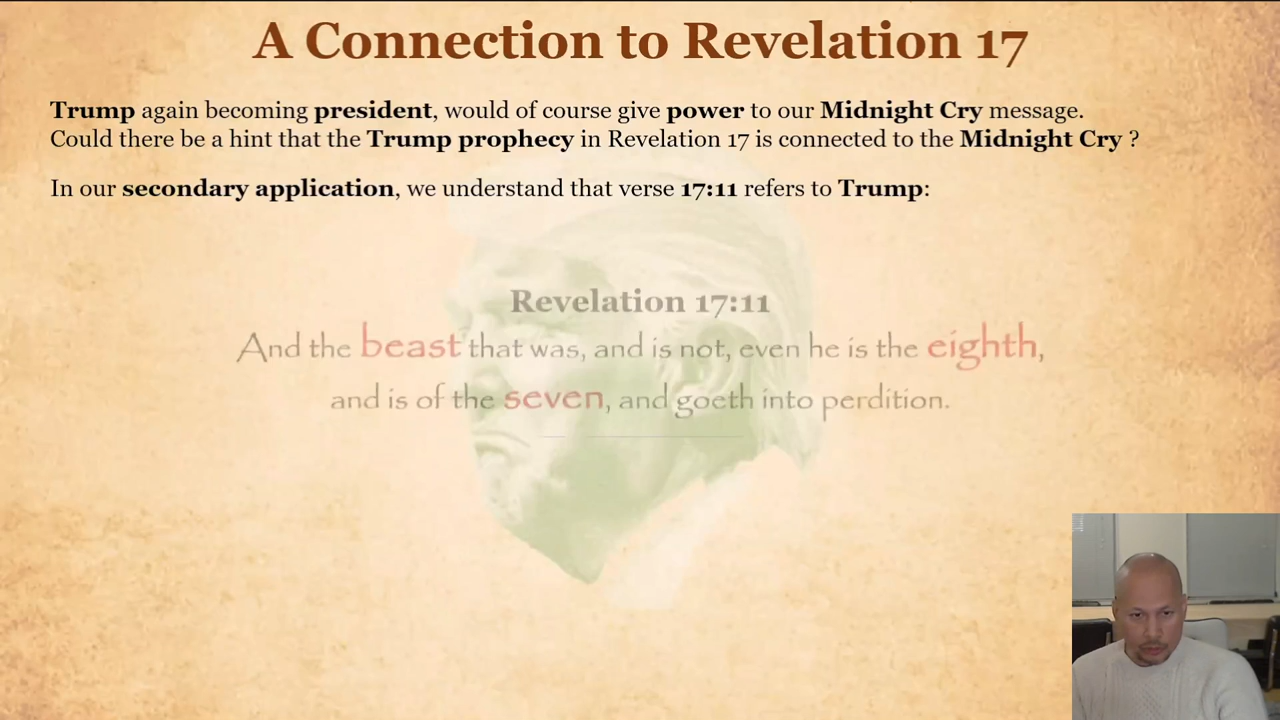 A Connection to Revelation 17
Trump again becoming president, would of course give power to our Midnight Cry message.
Could there be a hint that the Trump prophecy in Revelation 17 is connected to the Midnight Cry ?
In our secondary application, we understand that verse 17:11 refers to Trump:
Revelation 17:11
And the beast that was, and is not, even he is the eighth,
and is of the seven, and goeth into perdition.